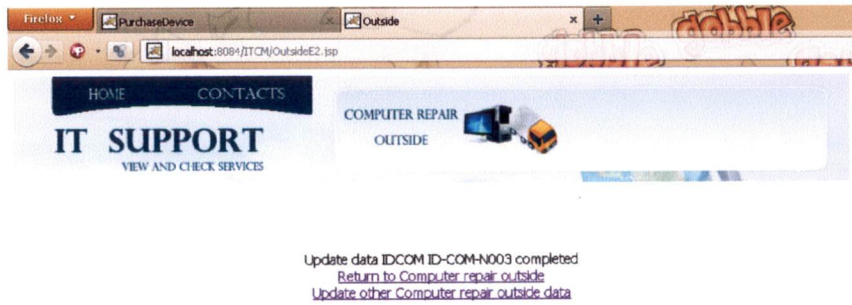 Firefox
PurchaseDevice
Outside
gobble
localhost:8084/ITCM/OutsideE2.jsp
HOME CONTACTS
COMPUTER REPAIR
OUTSIDE
IT SUPPORT
VIEW AND CHECK SERVICES
Update data IDCOM ID-COM-N003 completed
Return to Computer repair outside
Update other Computer repair outside data